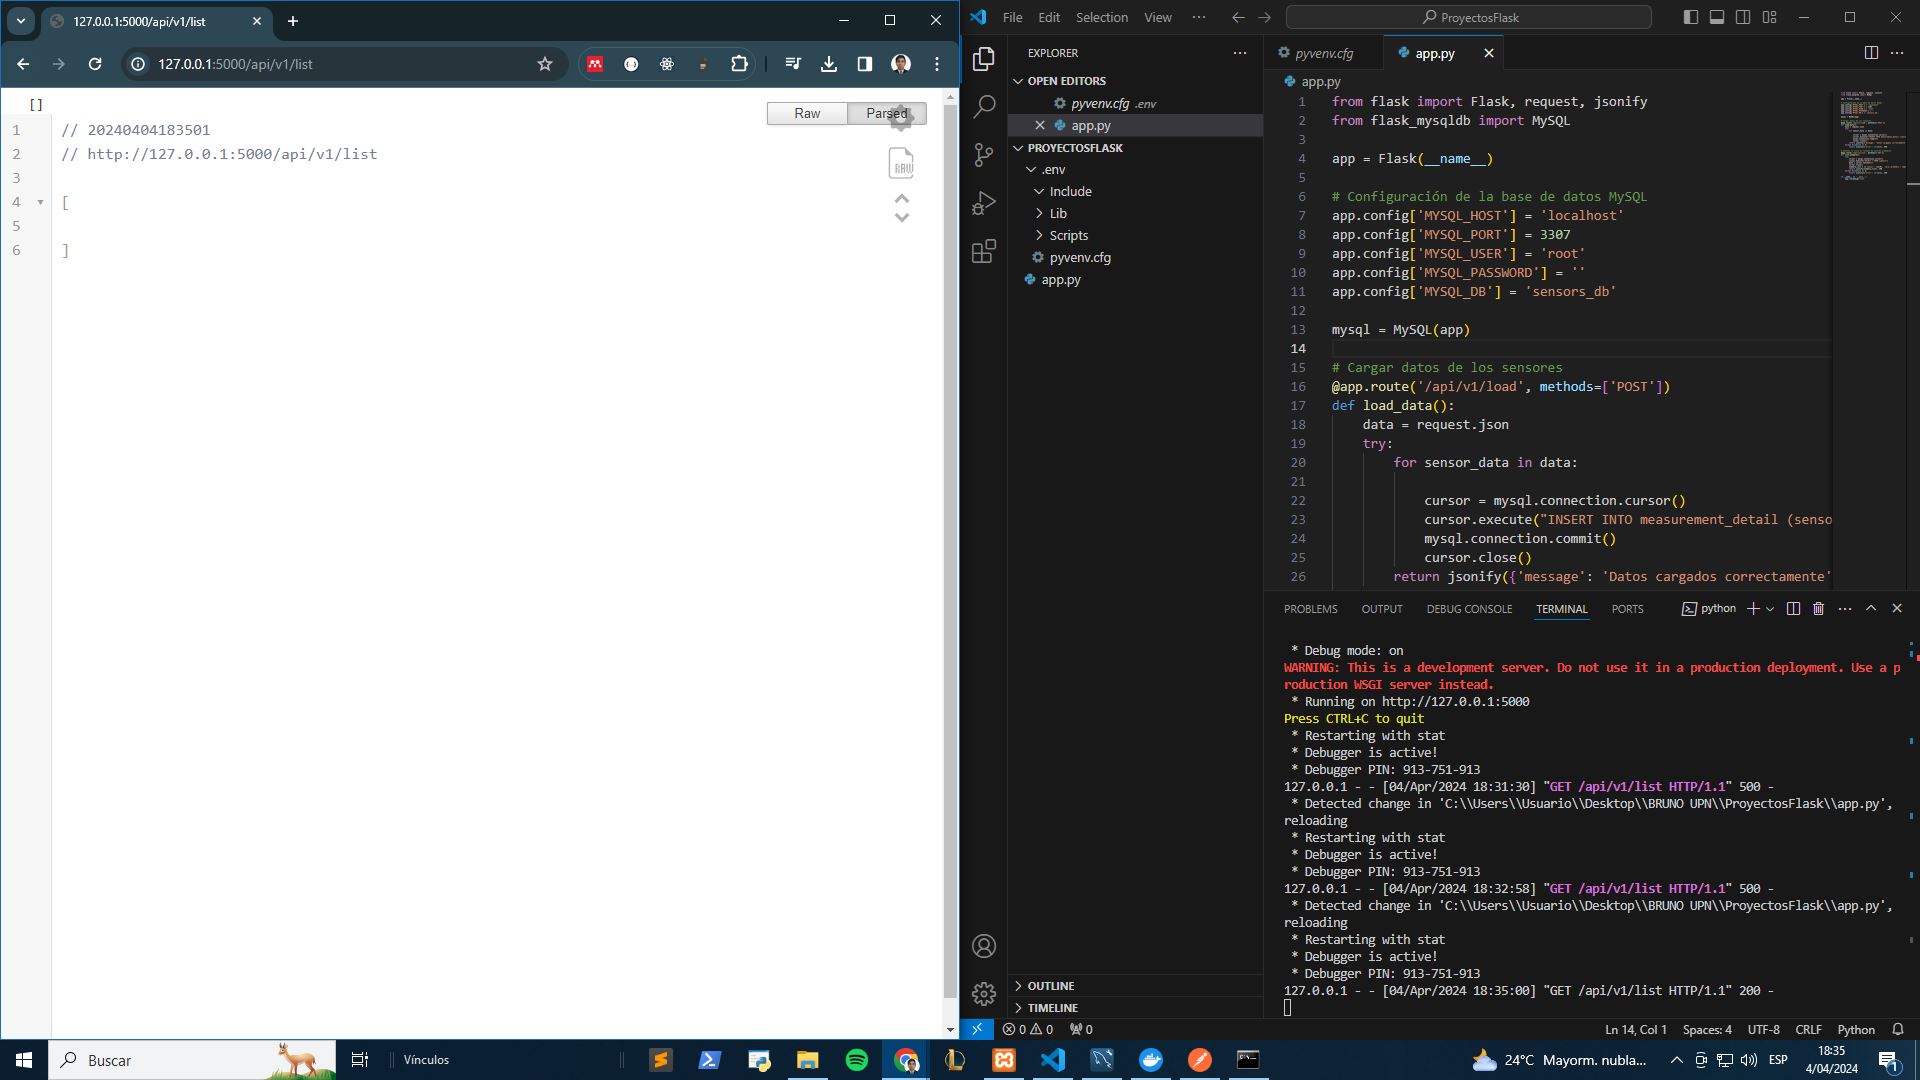 127.0.0.1:5000/api/v1/list
127.0.0.1:5000/api/v1/list
[]
Raw
Parsed
RAW
1 // 20240404183501
2 // http://127.0.0.1:5000/api/v1/list
3
4 [
5
6 ]
File Edit Selection View ···
ProyectosFlask
EXPLORER
OPEN EDITORS
pyvenv.cfg .env
app.py
PROYECTOSFLASK
.env
Include
Lib
Scripts
pyvenv.cfg
app.py
OUTLINE
TIMELINE
pyvenv.cfg
app.py
app.py
1 from flask import Flask, request, jsonify
2 from flask_mysqldb import MySQL
3
4 app = Flask(__name__)
5
6 # Configuración de la base de datos MySQL
7 app.config['MYSQL_HOST'] = 'localhost'
8 app.config['MYSQL_PORT'] = 3307
9 app.config['MYSQL_USER'] = 'root'
10 app.config['MYSQL_PASSWORD'] = ''
11 app.config['MYSQL_DB'] = 'sensors_db'
12
13 mysql = MySQL(app)
14
15 # Cargar datos de los sensores
16 @app.route('/api/v1/load', methods=['POST'])
17 def load_data():
18 data = request.json
19 try:
20 for sensor_data in data:
21
22 cursor = mysql.connection.cursor()
23 cursor.execute("INSERT INTO measurement_detail (senso
24 mysql.connection.commit()
25 cursor.close()
26 return jsonify({'message': 'Datos cargados correctamente'
PROBLEMS OUTPUT DEBUG CONSOLE TERMINAL PORTS
python
* Debug mode: on
WARNING: This is a development server. Do not use it in a production deployment. Use a p
roduction WSGI server instead.
* Running on http://127.0.0.1:5000
Press CTRL+C to quit
* Restarting with stat
* Debugger is active!
* Debugger PIN: 913-751-913
127.0.0.1 - - [04/Apr/2024 18:31:30] "GET /api/v1/list HTTP/1.1" 500 -
* Detected change in 'C:\\Users\\Usuario\\Desktop\\BRUNO UPN\\ProyectosFlask\\app.py',
reloading
* Restarting with stat
* Debugger is active!
* Debugger PIN: 913-751-913
127.0.0.1 - - [04/Apr/2024 18:32:58] "GET /api/v1/list HTTP/1.1" 500 -
* Detected change in 'C:\\Users\\Usuario\\Desktop\\BRUNO UPN\\ProyectosFlask\\app.py',
reloading
* Restarting with stat
* Debugger is active!
* Debugger PIN: 913-751-913
127.0.0.1 - - [04/Apr/2024 18:35:00] "GET /api/v1/list HTTP/1.1" 200 -
0 0 0
Ln 14, Col 1 Spaces: 4 UTF-8 CRLF Python
Buscar
Vínculos
24°C Mayorm. nubla...
ESP
18:35
4/04/2024
1